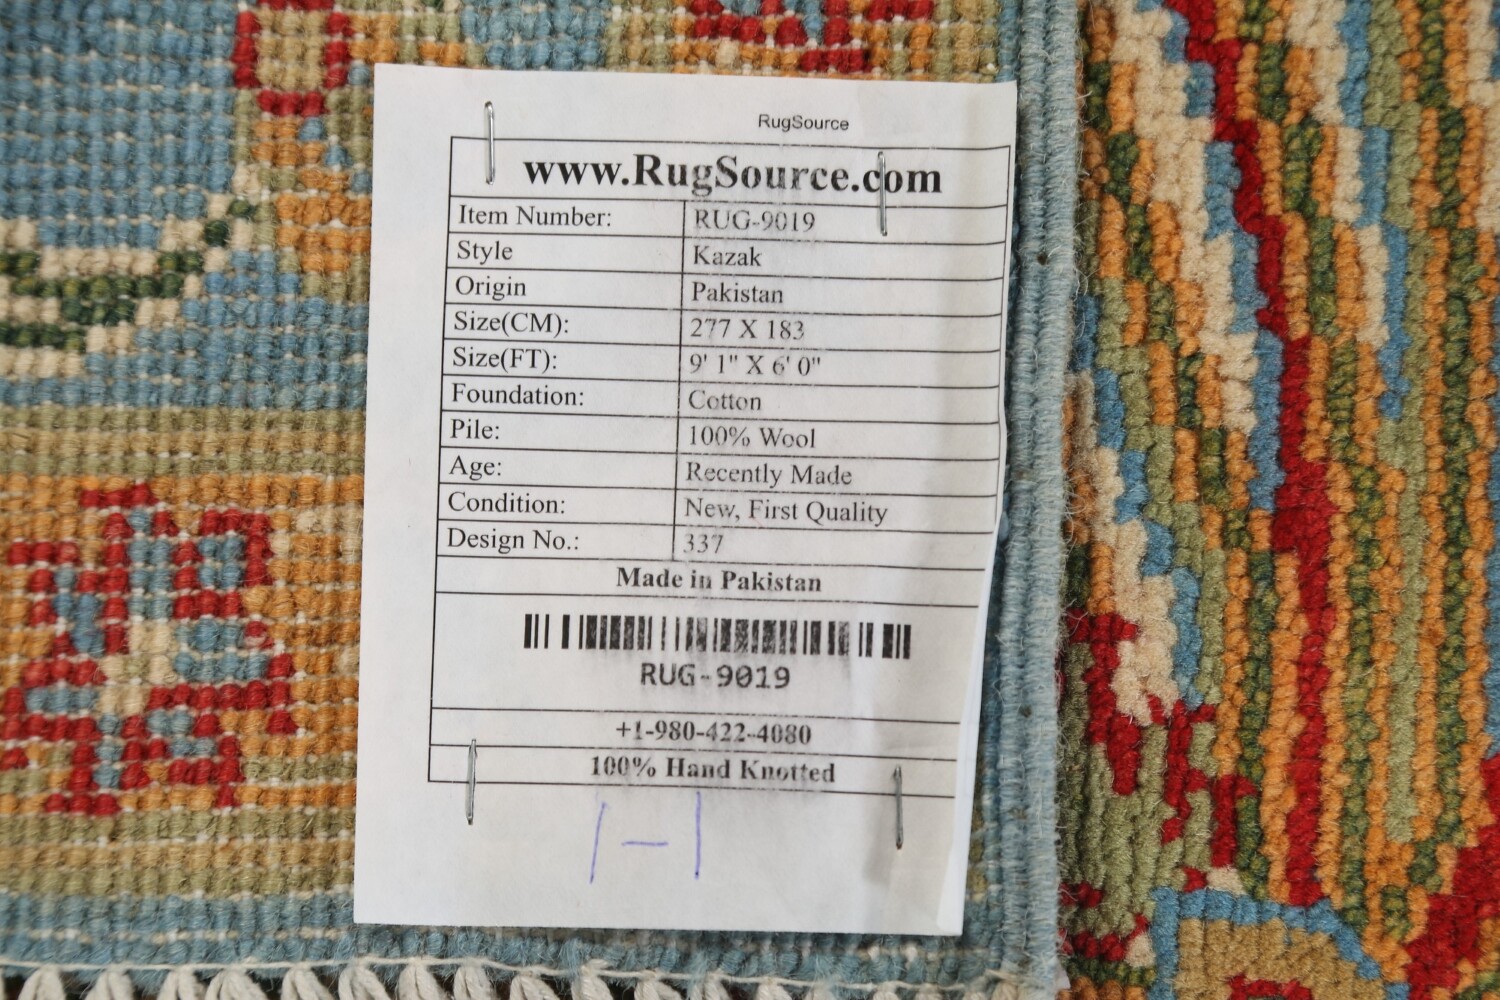 RugSource
www.RugSource.com
Item Number: RUG-9019
Style Kazak
Origin Pakistan
Size(CM): 277 X 183
Size(FT): 9' 1" X 6' 0"
Foundation: Cotton
Pile: 100% Wool
Age: Recently Made
Condition: New, First Quality
Design No.: 337
Made in Pakistan
RUG-9019
+1-980-422-4080
100% Hand Knotted
1-1